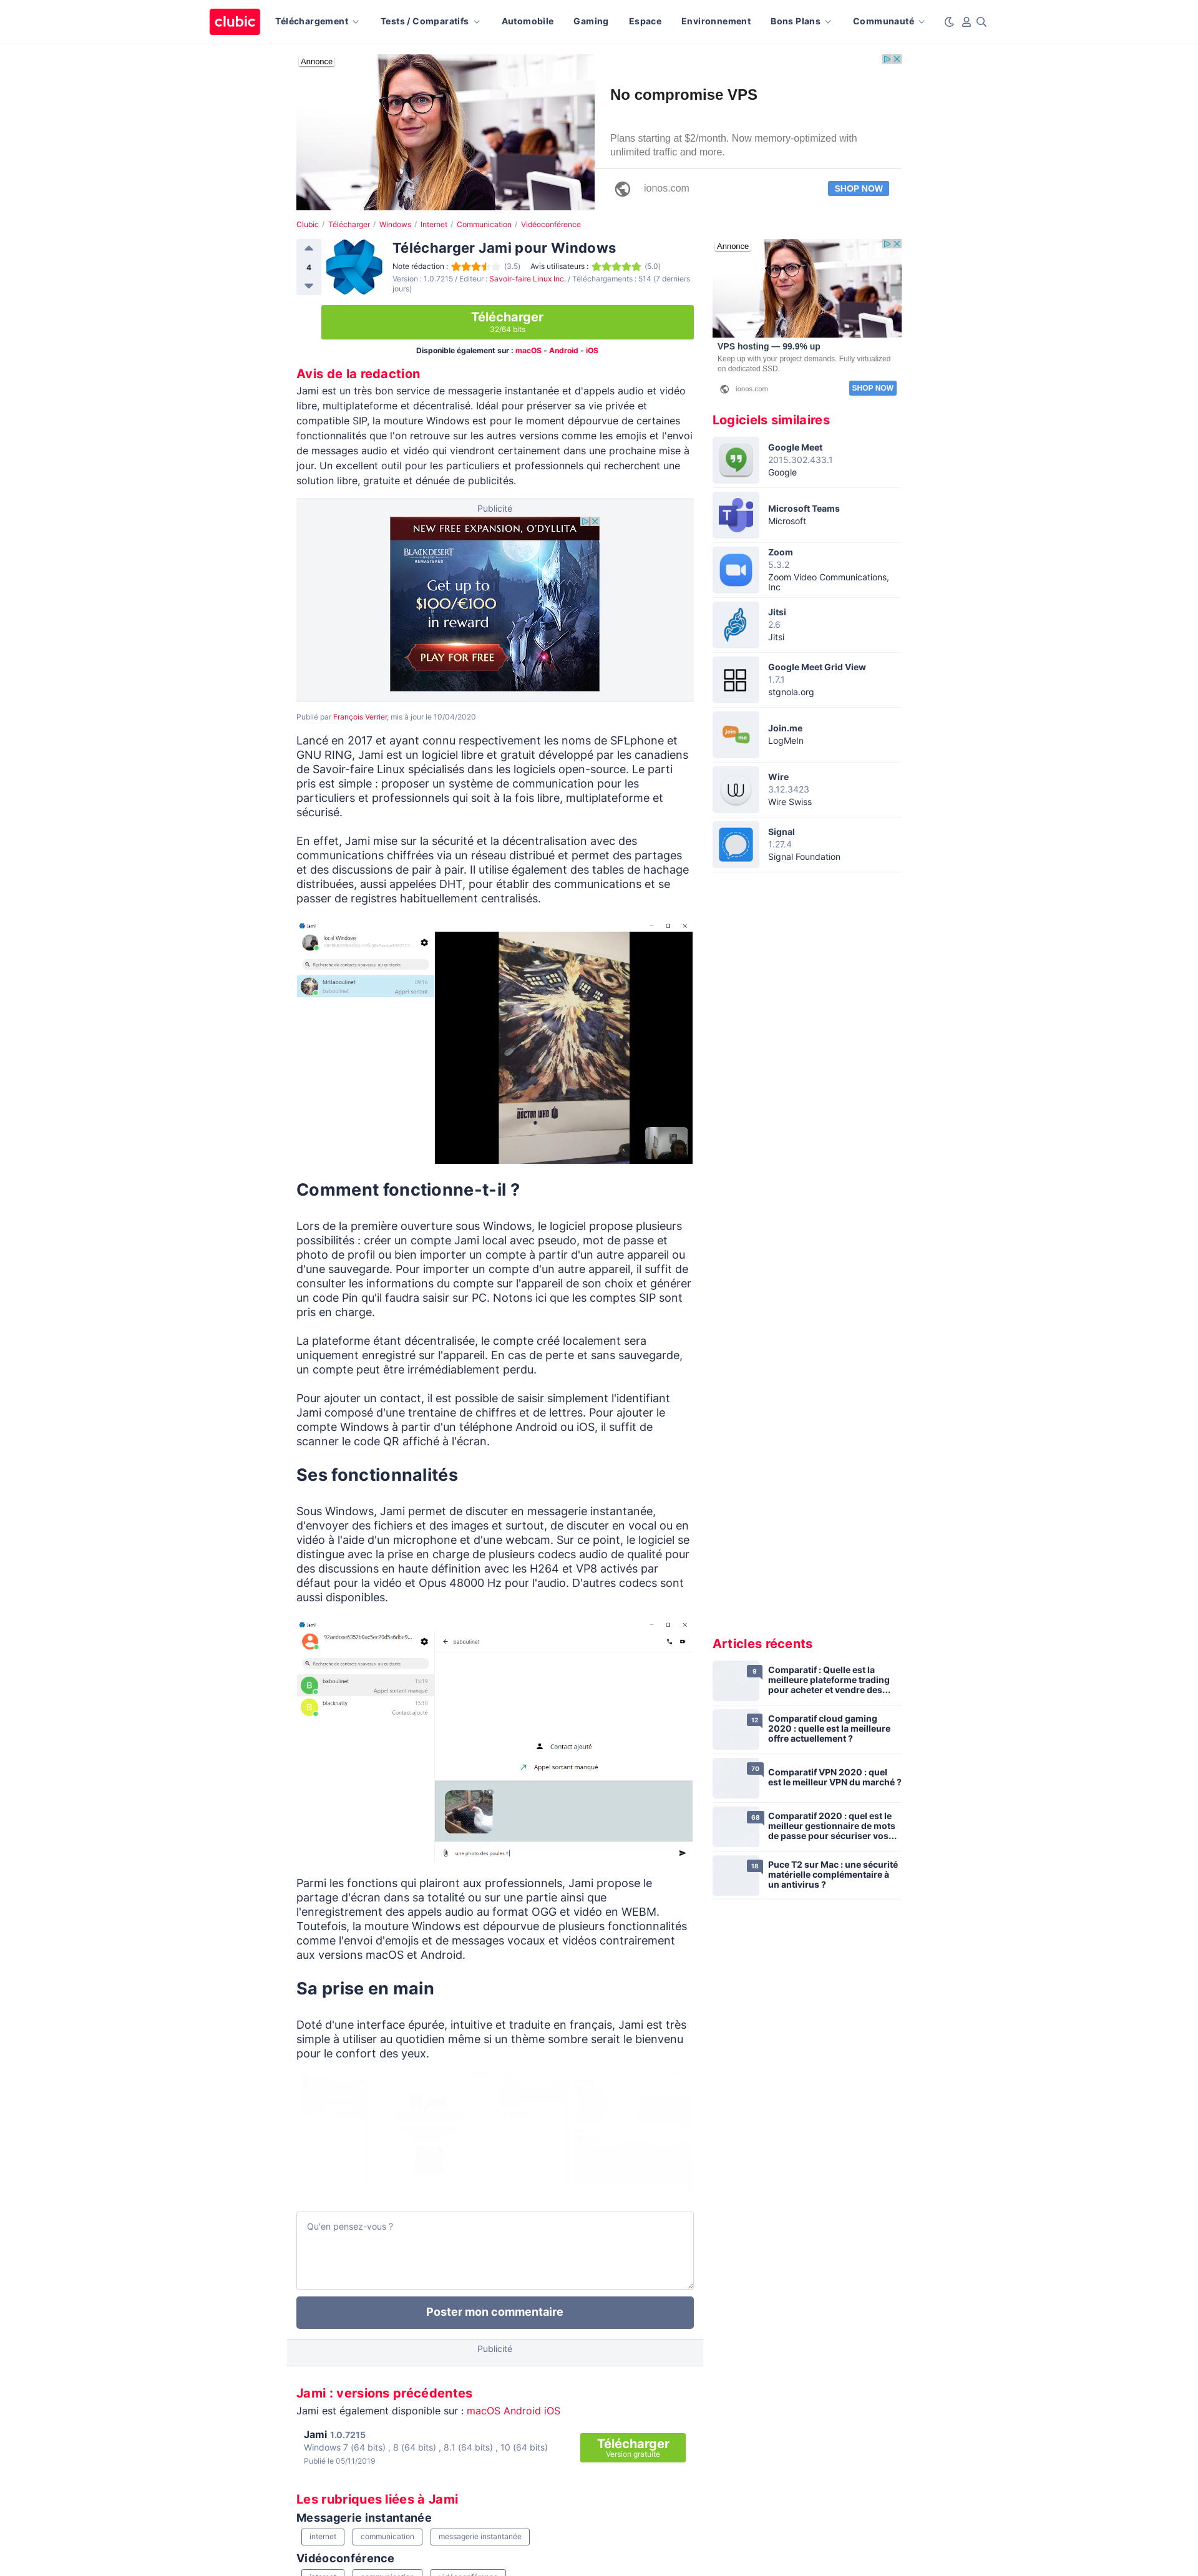 clubic
Téléchargement
Tests / Comparatifs
Automobile
Gaming
Espace
Environnement
Bons Plans
Communauté
Annonce
No compromise VPS
Plans starting at $2/month. Now memory-optimized with
unlimited traffic and more.
ionos.com
SHOP NOW
Clubic / Télécharger / Windows / Internet / Communication / Vidéoconférence
4
Télécharger Jami pour Windows
Note rédaction : (3.5) Avis utilisateurs : (5.0)
Version : 1.0.7215 / Editeur : Savoir-faire Linux Inc. / Téléchargements : 514 (7 derniers
jours)
Télécharger
32/64 bits
Disponible également sur : macOS - Android - iOS
Avis de la redaction
Jami est un très bon service de messagerie instantanée et d'appels audio et vidéo
libre, multiplateforme et décentralisé. Idéal pour préserver sa vie privée et
compatible SIP, la mouture Windows est pour le moment dépourvue de certaines
fonctionnalités que l'on retrouve sur les autres versions comme les emojis et l'envoi
de messages audio et vidéo qui viendront certainement dans une prochaine mise à
jour. Un excellent outil pour les particuliers et professionnels qui recherchent une
solution libre, gratuite et dénuée de publicités.
Publicité
NEW FREE EXPANSION, O'DYLLITA
BLACK DESERT
REMASTERED
Get up to
$100/€100
in reward
PLAY FOR FREE
Publié par François Verrier, mis à jour le 10/04/2020
Lancé en 2017 et ayant connu respectivement les noms de SFLphone et
GNU RING, Jami est un logiciel libre et gratuit développé par les canadiens
de Savoir-faire Linux spécialisés dans les logiciels open-source. Le parti
pris est simple : proposer un système de communication pour les
particuliers et professionnels qui soit à la fois libre, multiplateforme et
sécurisé.
En effet, Jami mise sur la sécurité et la décentralisation avec des
communications chiffrées via un réseau distribué et permet des partages
et des discussions de pair à pair. Il utilise également des tables de hachage
distribuées, aussi appelées DHT, pour établir des communications et se
passer de registres habituellement centralisés.
Jami
local Windows
Recherche de contacts nouveaux ou existants
Mrtlaboulinet
09:16
baboulinet
Appel sortant
DOCTOR WHO
Comment fonctionne-t-il ?
Lors de la première ouverture sous Windows, le logiciel propose plusieurs
possibilités : créer un compte Jami local avec pseudo, mot de passe et
photo de profil ou bien importer un compte à partir d'un autre appareil ou
d'une sauvegarde. Pour importer un compte d'un autre appareil, il suffit de
consulter les informations du compte sur l'appareil de son choix et générer
un code Pin qu'il faudra saisir sur PC. Notons ici que les comptes SIP sont
pris en charge.
La plateforme étant décentralisée, le compte créé localement sera
uniquement enregistré sur l'appareil. En cas de perte et sans sauvegarde,
un compte peut être irrémédiablement perdu.
Pour ajouter un contact, il est possible de saisir simplement l'identifiant
Jami composé d'une trentaine de chiffres et de lettres. Pour ajouter le
compte Windows à partir d'un téléphone Android ou iOS, il suffit de
scanner le code QR affiché à l'écran.
Ses fonctionnalités
Sous Windows, Jami permet de discuter en messagerie instantanée,
d'envoyer des fichiers et des images et surtout, de discuter en vocal ou en
vidéo à l'aide d'un microphone et d'une webcam. Sur ce point, le logiciel se
distingue avec la prise en charge de plusieurs codecs audio de qualité pour
des discussions en haute définition avec les H264 et VP8 activés par
défaut pour la vidéo et Opus 48000 Hz pour l'audio. D'autres codecs sont
aussi disponibles.
Jami
Recherche de contacts nouveaux ou existants
B
baboulinet
15:19
Appel sortant manqué
B
blacknelly
15:18
Contact ajouté
baboulinet
Contact ajouté
Appel sortant manqué
une photo des poules !
Parmi les fonctions qui plairont aux professionnels, Jami propose le
partage d'écran dans sa totalité ou sur une partie ainsi que
l'enregistrement des appels audio au format OGG et vidéo en WEBM.
Toutefois, la mouture Windows est dépourvue de plusieurs fonctionnalités
comme l'envoi d'emojis et de messages vocaux et vidéos contrairement
aux versions macOS et Android.
Sa prise en main
Doté d'une interface épurée, intuitive et traduite en français, Jami est très
simple à utiliser au quotidien même si un thème sombre serait le bienvenu
pour le confort des yeux.
Qu'en pensez-vous ?
Poster mon commentaire
Publicité
Jami : versions précédentes
Jami est également disponible sur : macOS Android iOS
Jami 1.0.7215
Windows 7 (64 bits) , 8 (64 bits) , 8.1 (64 bits) , 10 (64 bits)
Publié le 05/11/2019
Télécharger
Version gratuite
Les rubriques liées à Jami
Messagerie instantanée
internet
communication
messagerie instantanée
Vidéoconférence
Annonce
VPS hosting — 99.9% up
Keep up with your project demands. Fully virtualized
on dedicated SSD.
ionos.com
SHOP NOW
Logiciels similaires
Google Meet
2015.302.433.1
Google
Microsoft Teams
Microsoft
Zoom
5.3.2
Zoom Video Communications,
Inc
Jitsi
2.6
Jitsi
Google Meet Grid View
1.7.1
stgnola.org
join
me
Join.me
LogMeIn
Wire
3.12.3423
Wire Swiss
Signal
1.27.4
Signal Foundation
Articles récents
9
Comparatif : Quelle est la
meilleure plateforme trading
pour acheter et vendre des...
12
Comparatif cloud gaming
2020 : quelle est la meilleure
offre actuellement ?
70
Comparatif VPN 2020 : quel
est le meilleur VPN du marché ?
68
Comparatif 2020 : quel est le
meilleur gestionnaire de mots
de passe pour sécuriser vos...
18
Puce T2 sur Mac : une sécurité
matérielle complémentaire à
un antivirus ?